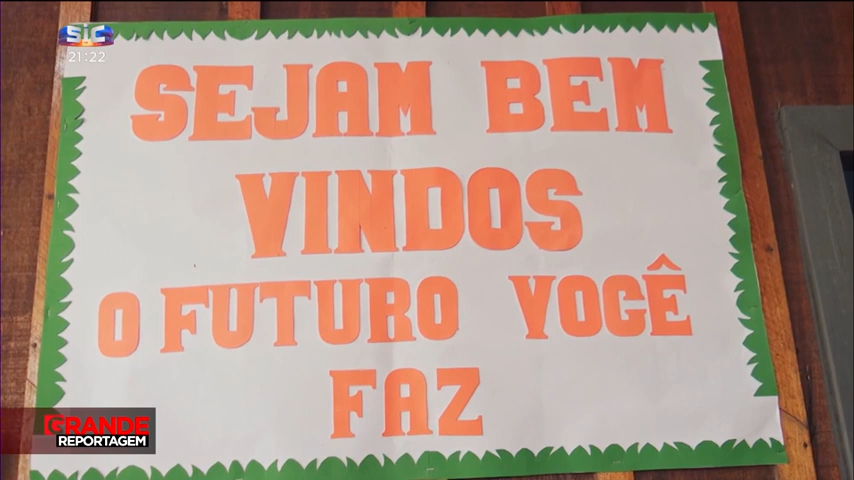 SIC
21:22
SEJAM BEM
VINDOS
O FUTURO VOCÊ
FAZ
GRANDE
REPORTAGEM